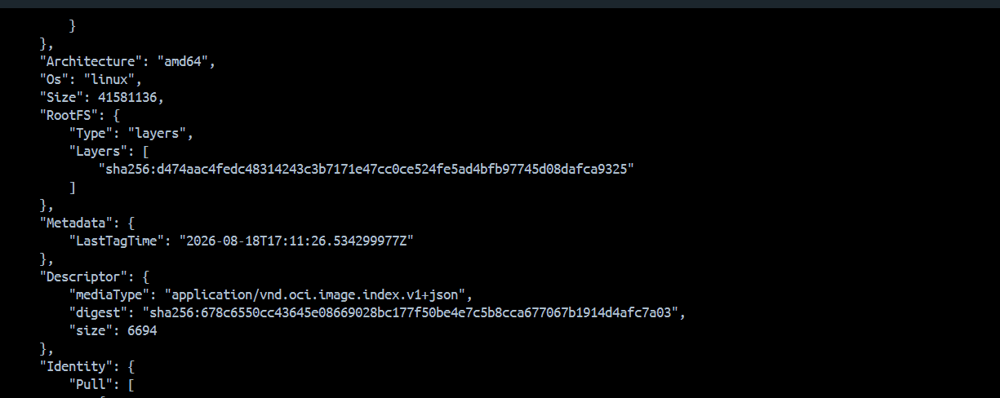 }
},
"Architecture": "amd64",
"Os": "linux",
"Size": 41581136,
"RootFS": {
"Type": "layers",
"Layers": [
"sha256:d474aac4fedc48314243c3b7171e47cc0ce524fe5ad4bfb97745d08dafca9325"
]
},
"Metadata": {
"LastTagTime": "2026-08-18T17:11:26.534299977Z"
},
"Descriptor": {
"mediaType": "application/vnd.oci.image.index.v1+json",
"digest": "sha256:678c6550cc43645e08669028bc177f50be4e7c5b8cca677067b1914d4afc7a03",
"size": 6694
},
"Identity": {
"Pull": [
{